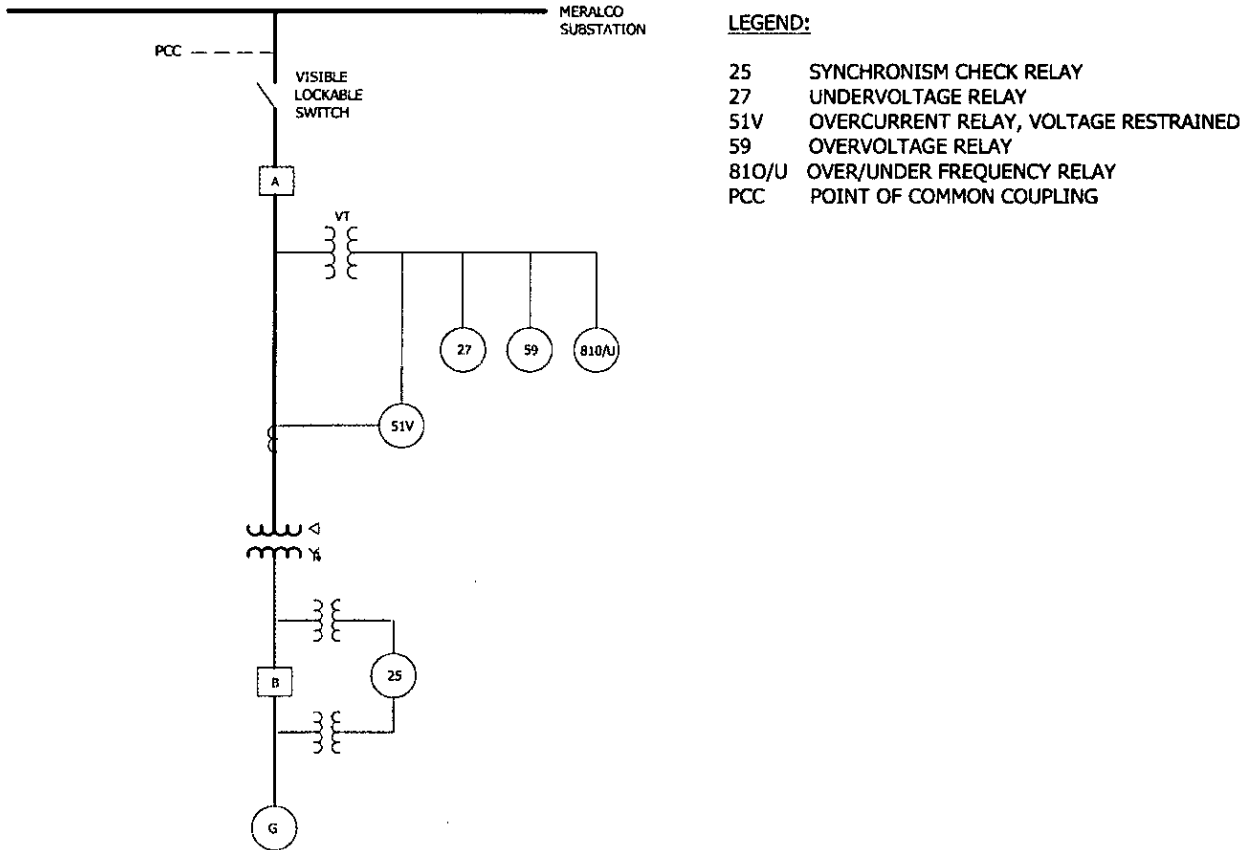 MERALCO
SUBSTATION
PCC
VISIBLE
LOCKABLE
SWITCH
A
VT
27
59
810/U
51V
Δ
Y
B
25
G
LEGEND:
25 SYNCHRONISM CHECK RELAY
27 UNDERVOLTAGE RELAY
51V OVERCURRENT RELAY, VOLTAGE RESTRAINED
59 OVERVOLTAGE RELAY
81O/U OVER/UNDER FREQUENCY RELAY
PCC POINT OF COMMON COUPLING